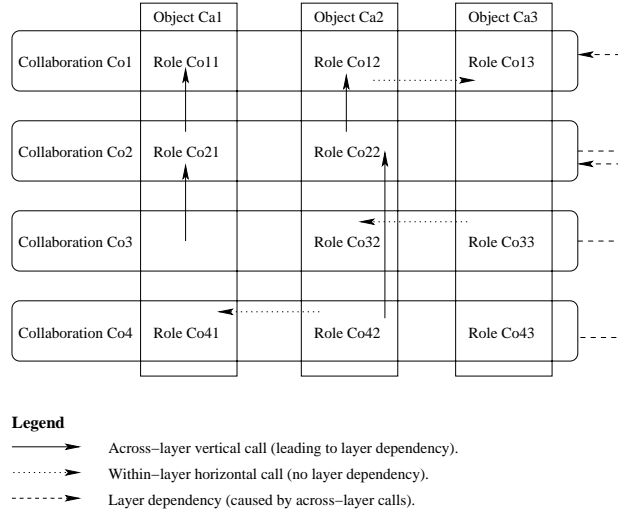 Object Ca1 Object Ca2 Object Ca3
Collaboration Co1 Role Co11 Role Co12 Role Co13
Collaboration Co2 Role Co21 Role Co22
Collaboration Co3 Role Co32 Role Co33
Collaboration Co4 Role Co41 Role Co42 Role Co43
Legend
Across−layer vertical call (leading to layer dependency).
Within−layer horizontal call (no layer dependency).
Layer dependency (caused by across−layer calls).